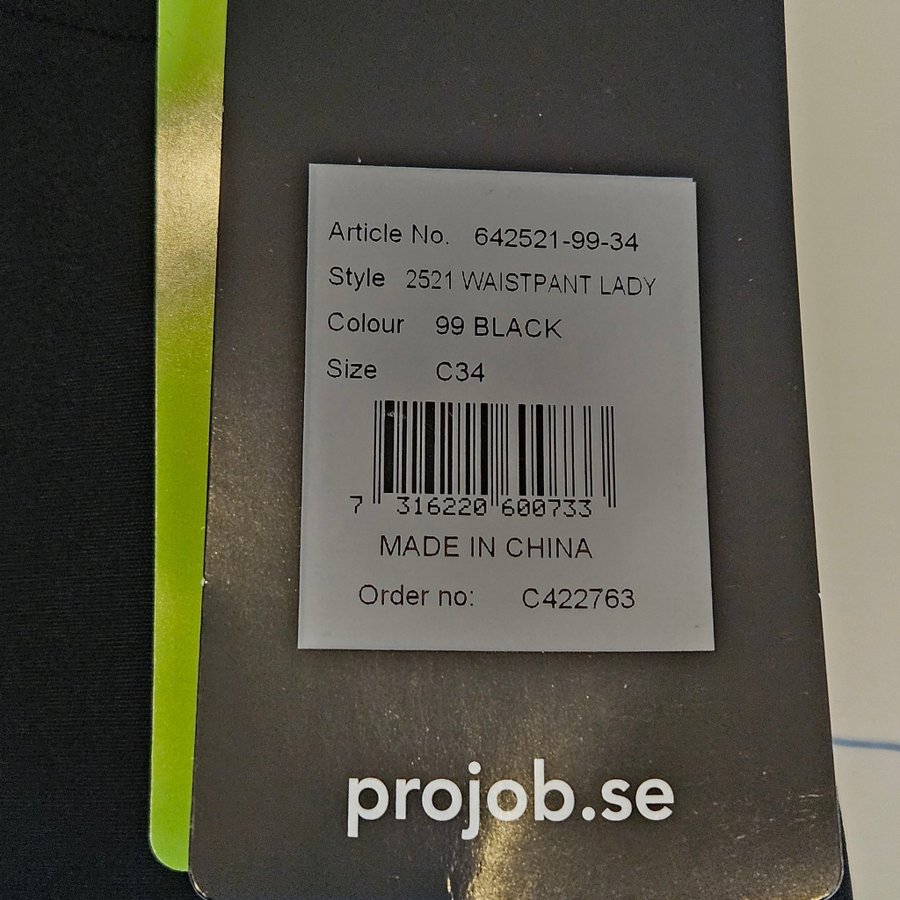 Article No. 642521-99-34
Style 2521 WAISTPANT LADY
Colour 99 BLACK
Size C34
7 316220 600733
MADE IN CHINA
Order no: C422763
projob.se